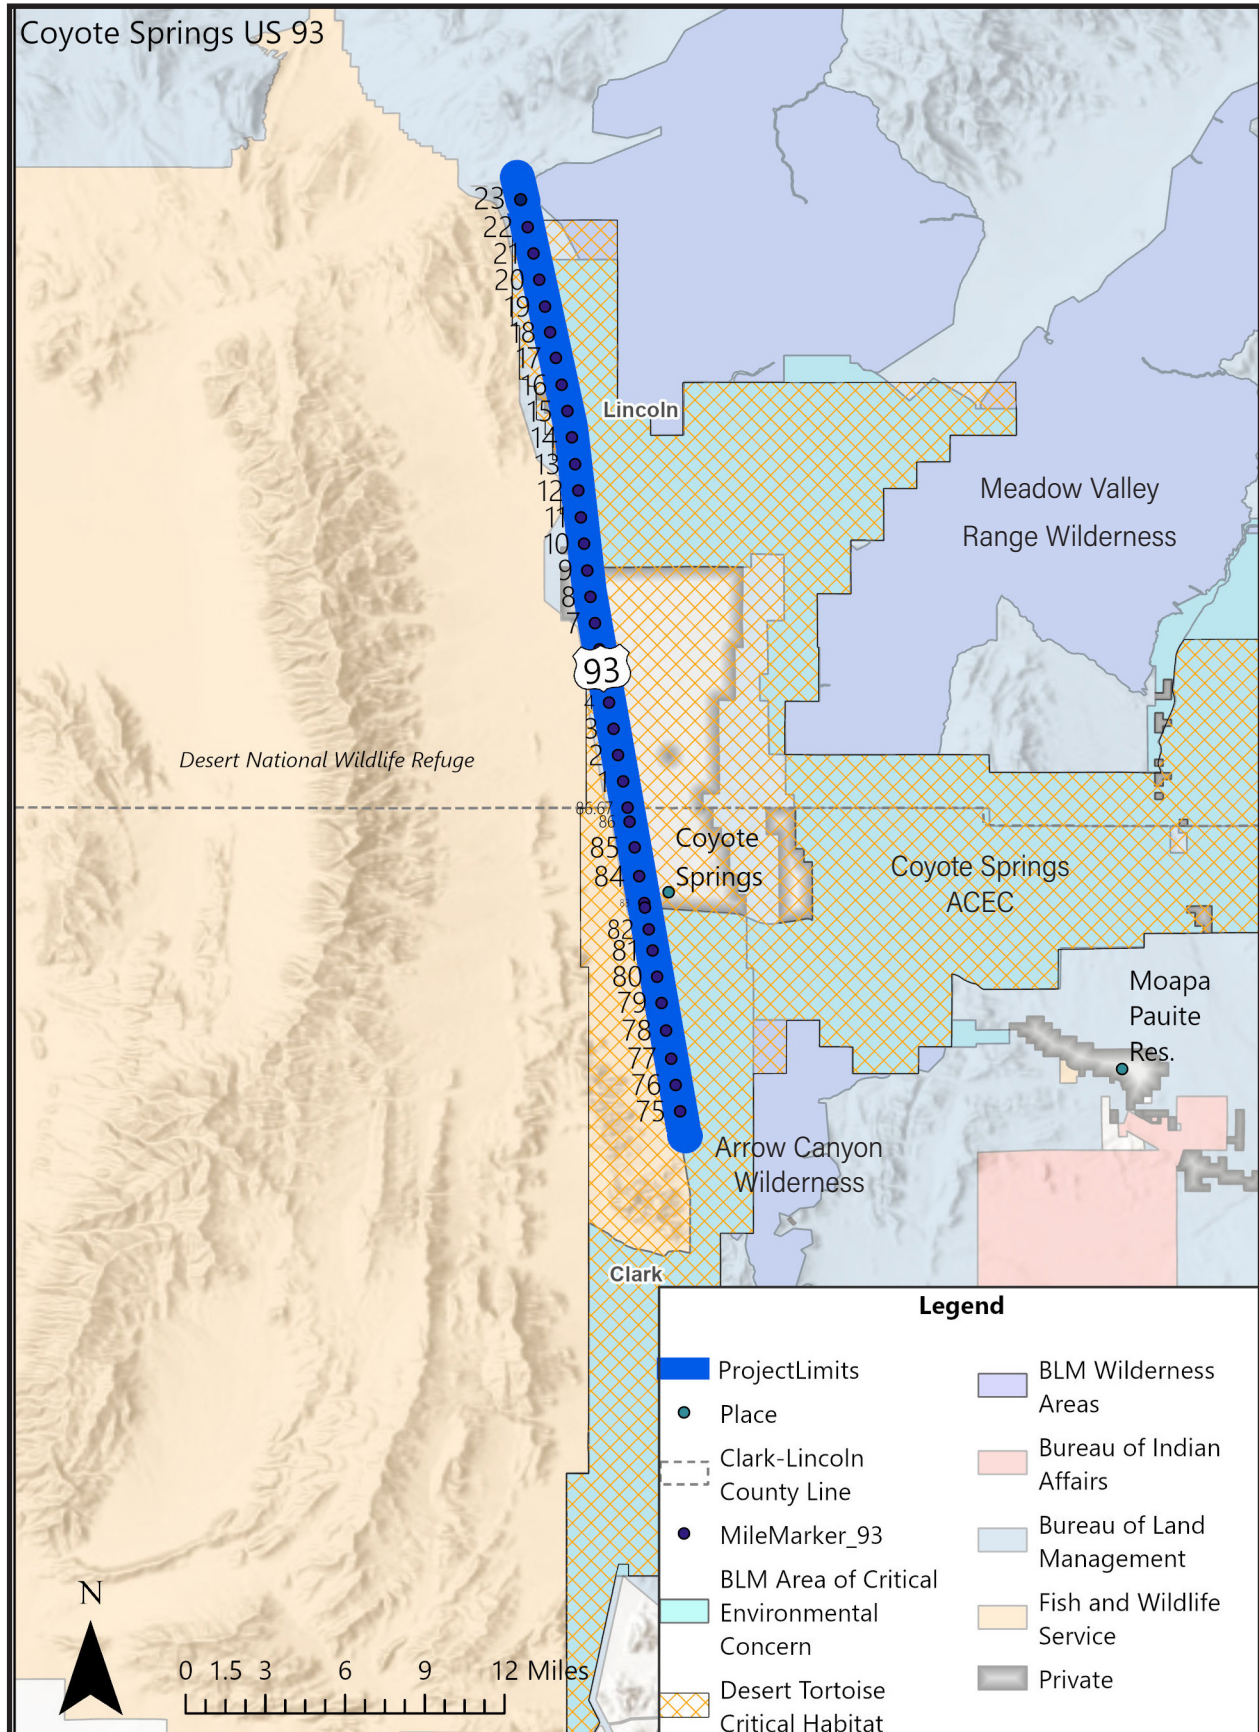 Coyote Springs US 93
23
22
21
20
19
18
17
16
15
Lincoln
14
13
12
11
10
9
8
7
93
4
3
2
1
Meadow Valley
Range Wilderness
Desert National Wildlife Refuge
86.67
86
85
84
83
82
81
80
79
78
77
76
75
Coyote
Springs
Coyote Springs
ACEC
Moapa
Pauite
Res.
Arrow Canyon
Wilderness
Clark
Legend
ProjectLimits
Place
Clark-Lincoln
County Line
MileMarker_93
BLM Area of Critical
Environmental
Concern
Desert Tortoise
Critical Habitat
BLM Wilderness
Areas
Bureau of Indian
Affairs
Bureau of Land
Management
Fish and Wildlife
Service
Private
N
0 1.5 3 6 9 12 Miles